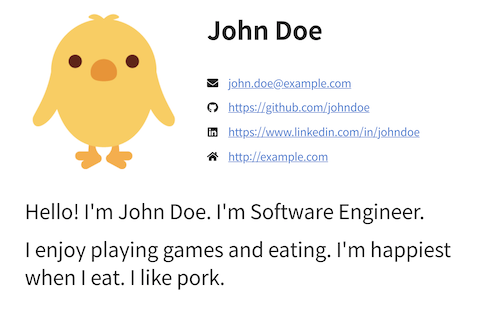 John Doe
john.doe@example.com
https://github.com/johndoe
https://www.linkedin.com/in/johndoe
http://example.com
Hello! I'm John Doe. I'm Software Engineer.
I enjoy playing games and eating. I'm happiest
when I eat. I like pork.